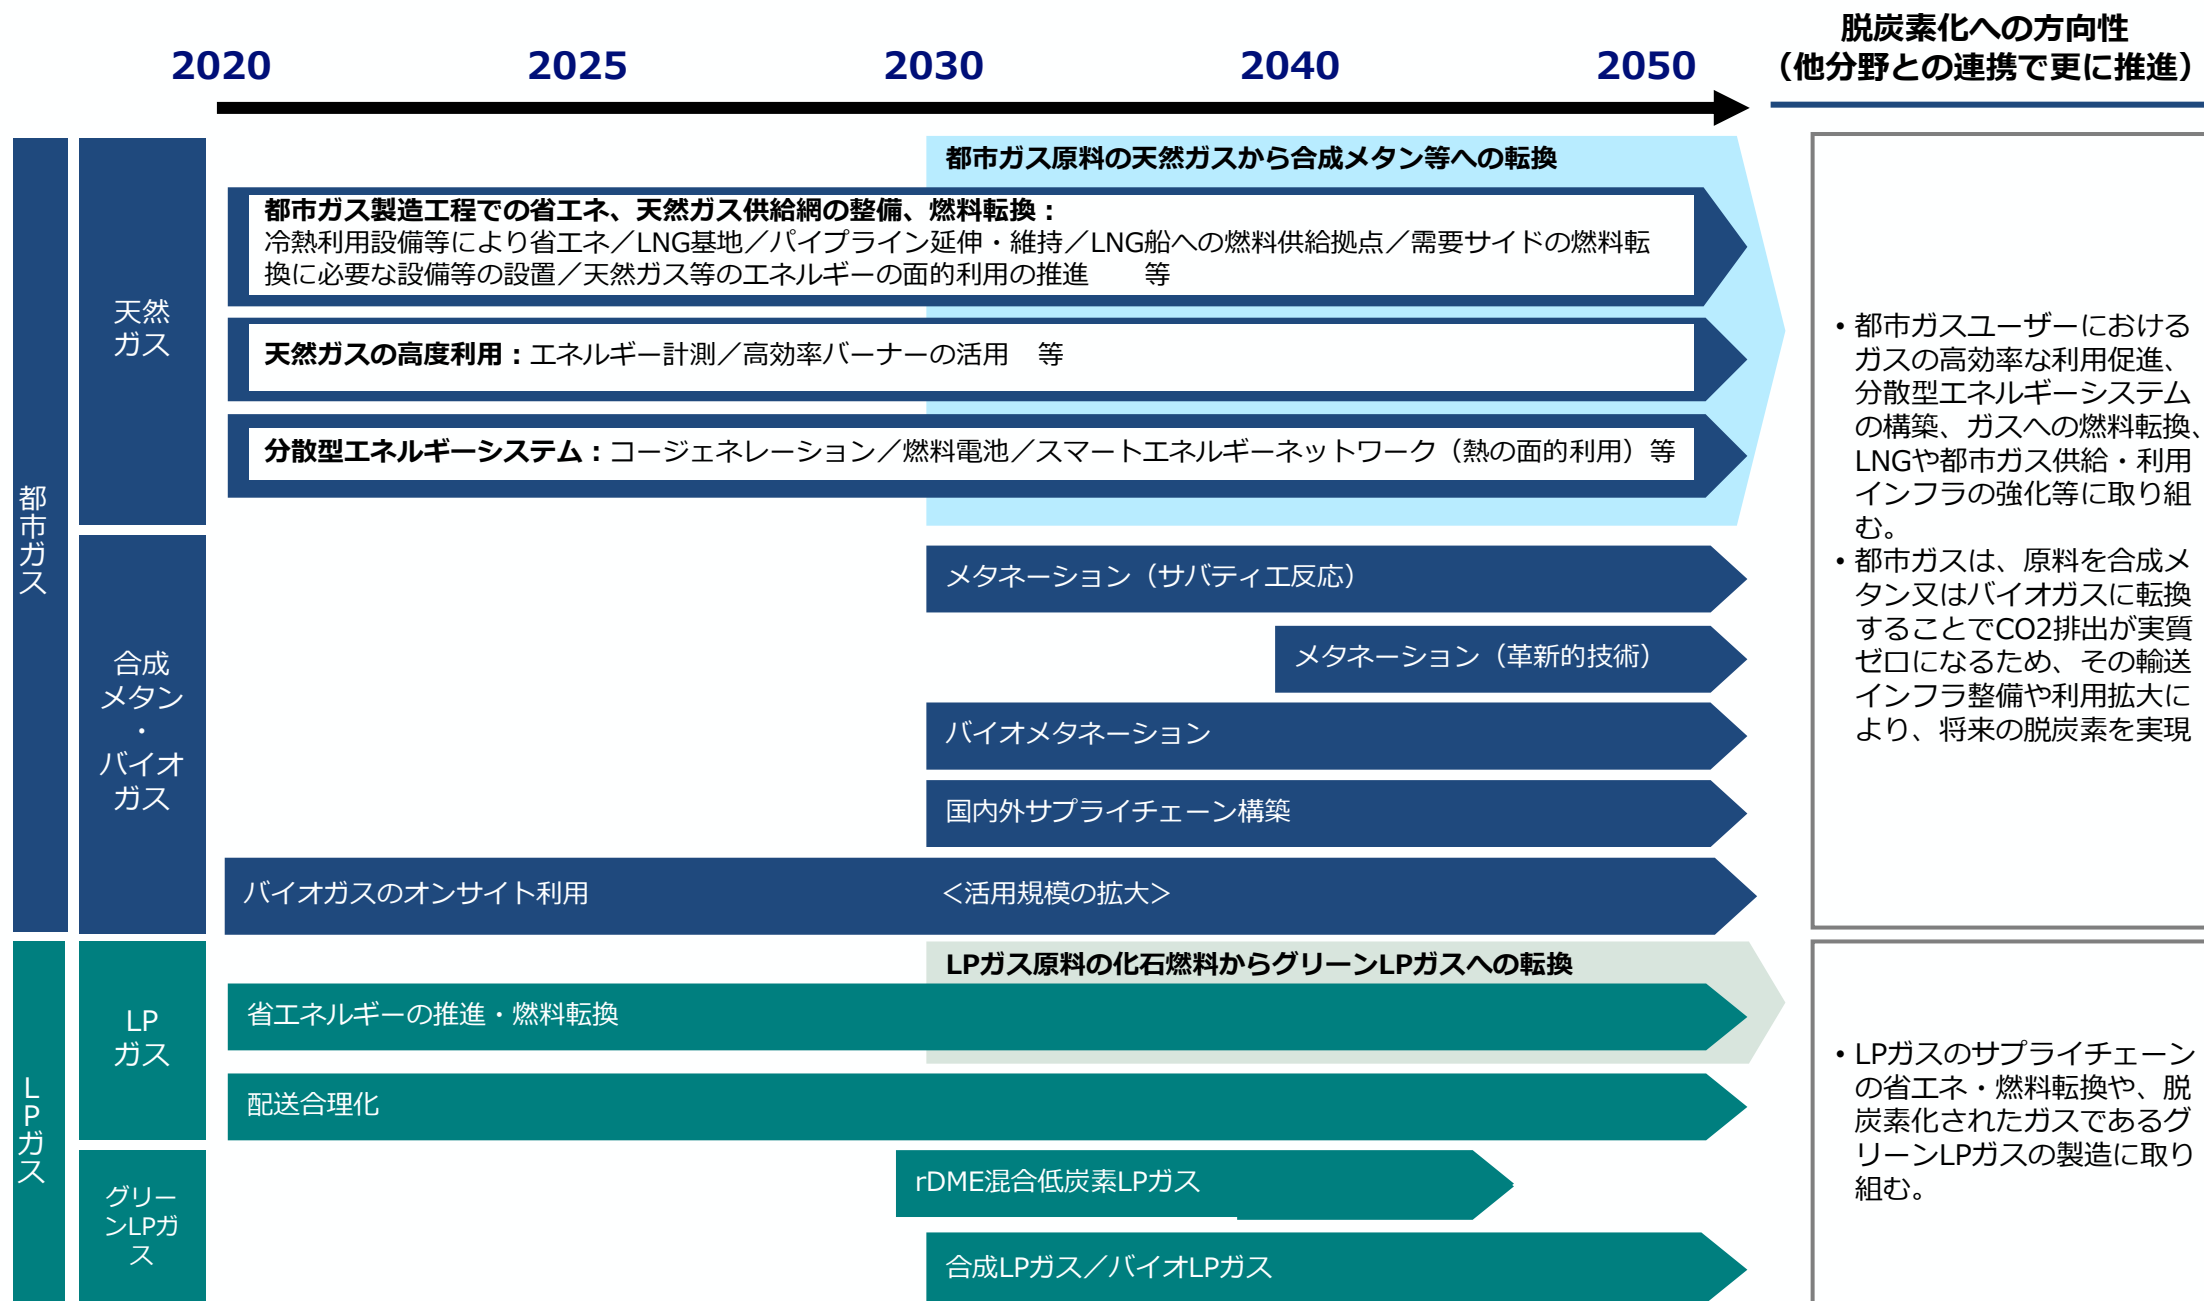 2020
2025
2030
2040
2050
脱炭素化への方向性
（他分野との連携で更に推進）
都市ガス
天然
ガス
都市ガス原料の天然ガスから合成メタン等への転換
都市ガス製造工程での省エネ、天然ガス供給網の整備、燃料転換：
冷熱利用設備等により省エネ／LNG基地／パイプライン延伸・維持／LNG船への燃料供給拠点／需要サイドの燃料転
換に必要な設備等の設置／天然ガス等のエネルギーの面的利用の推進　　等
天然ガスの高度利用：エネルギー計測／高効率バーナーの活用　等
分散型エネルギーシステム：コージェネレーション／燃料電池／スマートエネルギーネットワーク（熱の面的利用）等
合成
メタン
・
バイオ
ガス
メタネーション（サバティエ反応）
メタネーション（革新的技術）
バイオメタネーション
国内外サプライチェーン構築
バイオガスのオンサイト利用
＜活用規模の拡大＞
• 都市ガスユーザーにおける
ガスの高効率な利用促進、
分散型エネルギーシステム
の構築、ガスへの燃料転換、
LNGや都市ガス供給・利用
インフラの強化等に取り組
む。
• 都市ガスは、原料を合成メ
タン又はバイオガスに転換
することでCO2排出が実質
ゼロになるため、その輸送
インフラ整備や利用拡大に
より、将来の脱炭素を実現
LPガス
LP
ガス
LPガス原料の化石燃料からグリーンLPガスへの転換
省エネルギーの推進・燃料転換
配送合理化
グリー
ンLPガ
ス
rDME混合低炭素LPガス
合成LPガス／バイオLPガス
• LPガスのサプライチェーン
の省エネ・燃料転換や、脱
炭素化されたガスであるグ
リーンLPガスの製造に取り
組む。